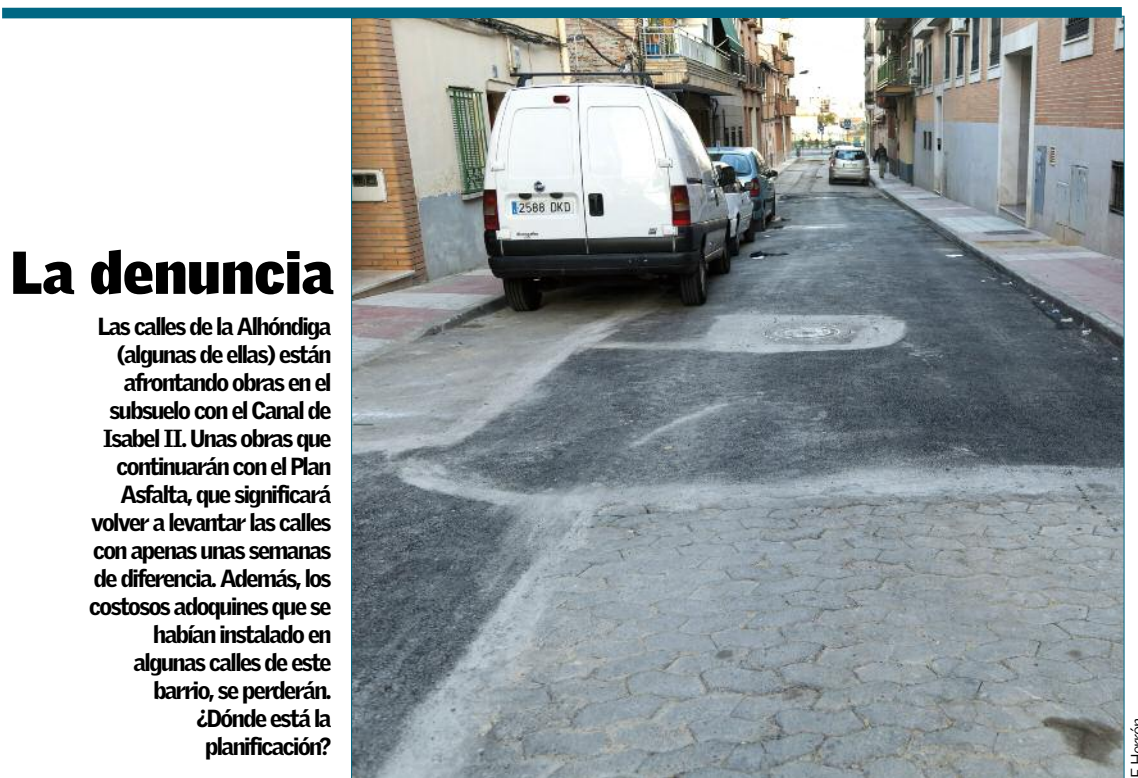 La denuncia
Las calles de la Alhóndiga
(algunas de ellas) están
afrontando obras en el
subsuelo con el Canal de
Isabel II. Unas obras que
continuarán con el Plan
Asfalta, que significará
volver a levantar las calles
con apenas unas semanas
de diferencia. Además, los
costosos adoquines que se
habían instalado en
algunas calles de este
barrio, se perderán.
¿Dónde está la
planificación?
2588 DKD